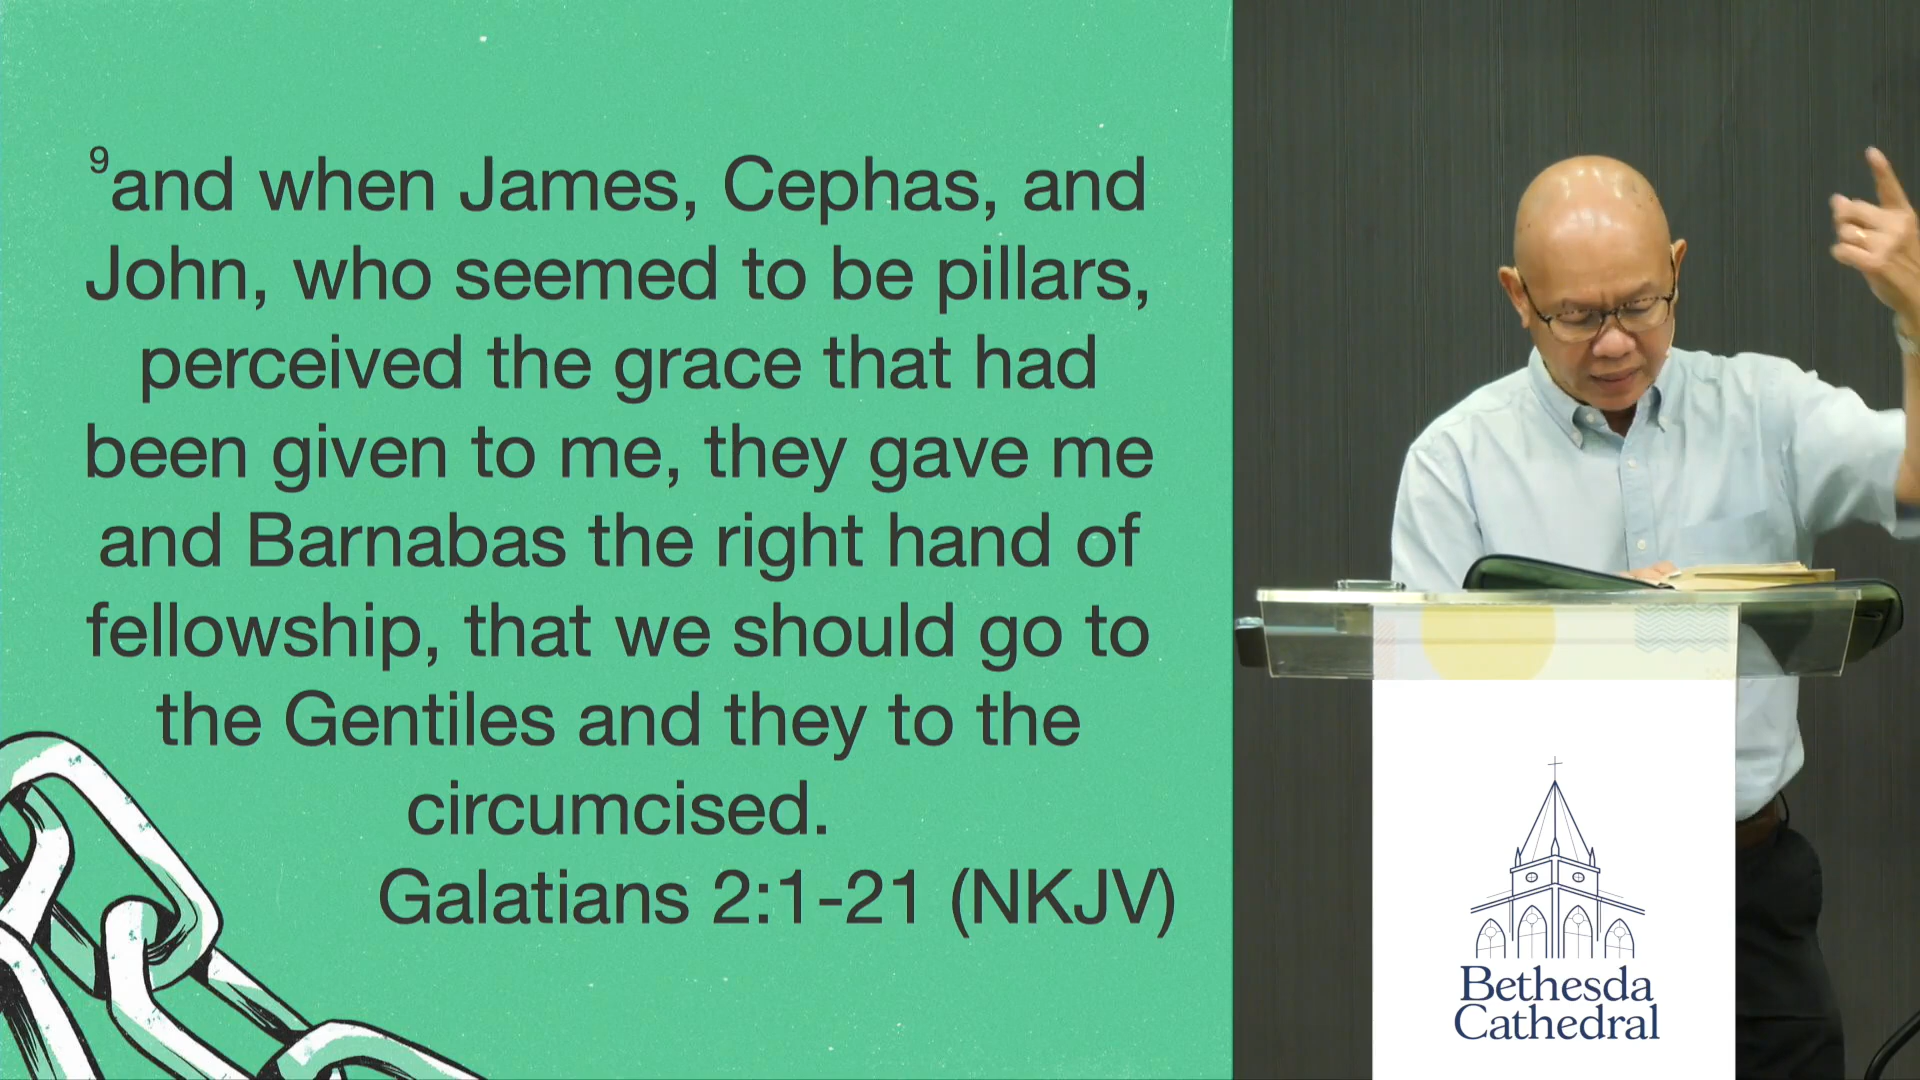 9and when James, Cephas, and
John, who seemed to be pillars,
perceived the grace that had
been given to me, they gave me
and Barnabas the right hand of
fellowship, that we should go to
the Gentiles and they to the
circumcised.
Galatians 2:1-21 (NKJV)
Bethesda
Cathedral